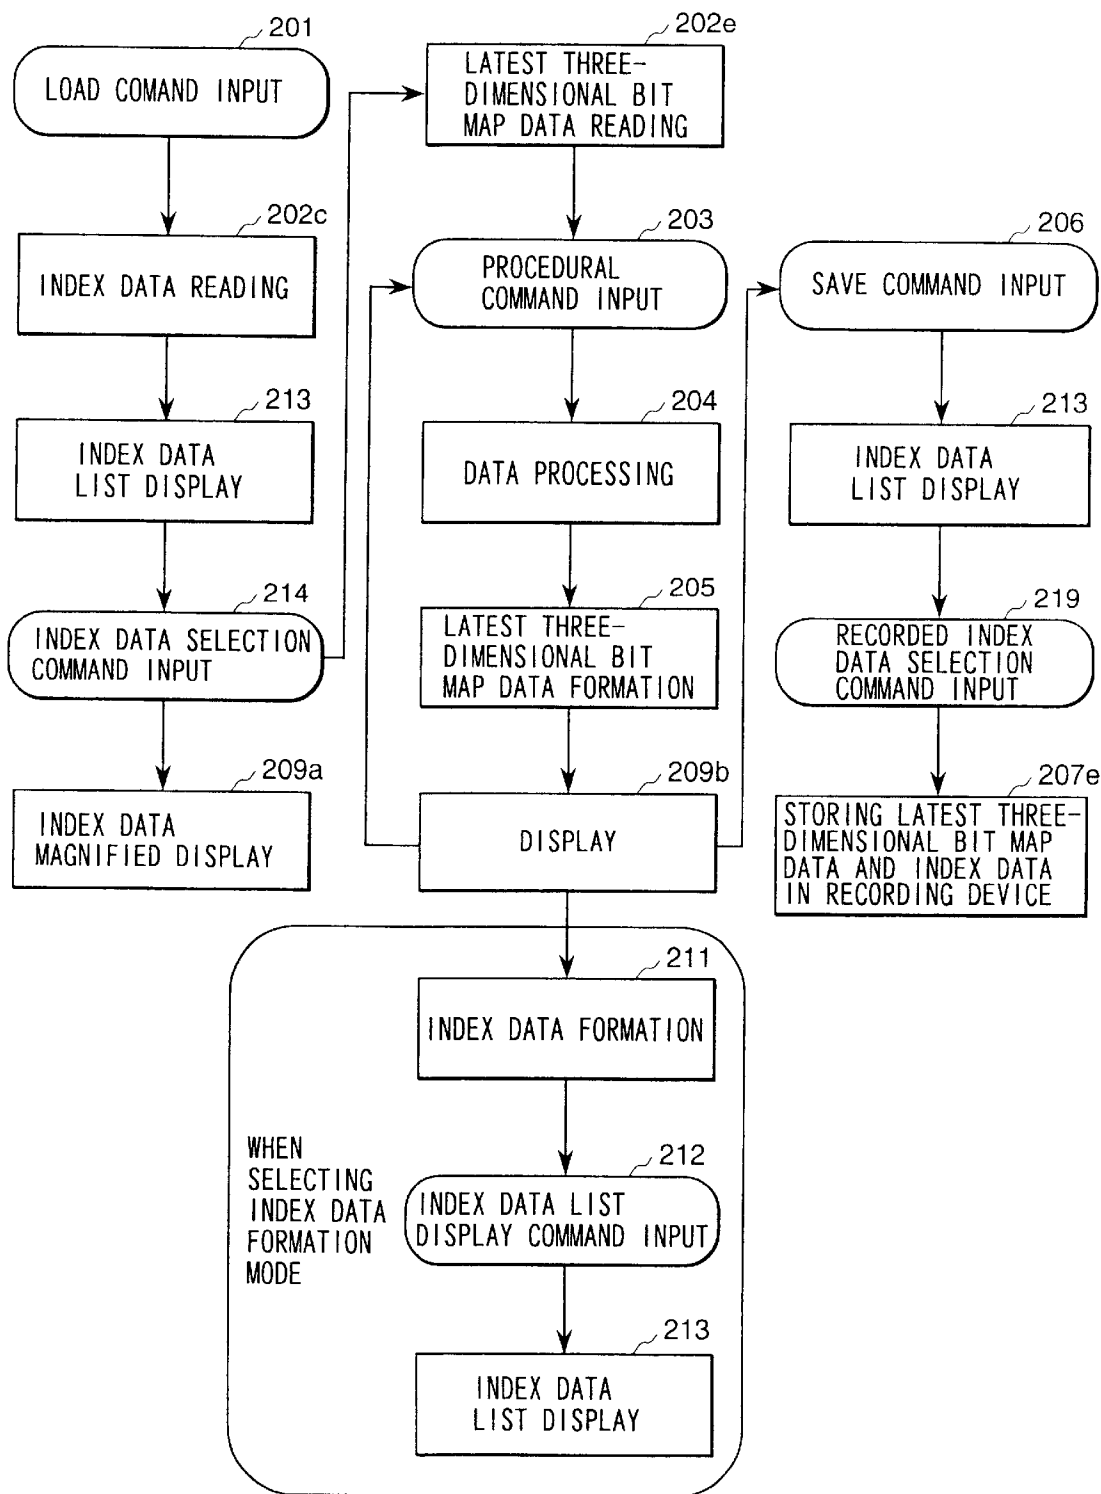 201
LOAD COMAND INPUT
202c
INDEX DATA READING
213
INDEX DATA
LIST DISPLAY
214
INDEX DATA SELECTION
COMMAND INPUT
209a
INDEX DATA
MAGNIFIED DISPLAY
202e
LATEST THREE-
DIMENSIONAL BIT
MAP DATA READING
203
PROCEDURAL
COMMAND INPUT
204
DATA PROCESSING
205
LATEST THREE-
DIMENSIONAL BIT
MAP DATA FORMATION
209b
DISPLAY
206
SAVE COMMAND INPUT
213
INDEX DATA
LIST DISPLAY
219
RECORDED INDEX
DATA SELECTION
COMMAND INPUT
207e
STORING LATEST THREE-
DIMENSIONAL BIT MAP
DATA AND INDEX DATA
IN RECORDING DEVICE
WHEN
SELECTING
INDEX DATA
FORMATION
MODE
211
INDEX DATA FORMATION
212
INDEX DATA LIST
DISPLAY COMMAND INPUT
213
INDEX DATA
LIST DISPLAY